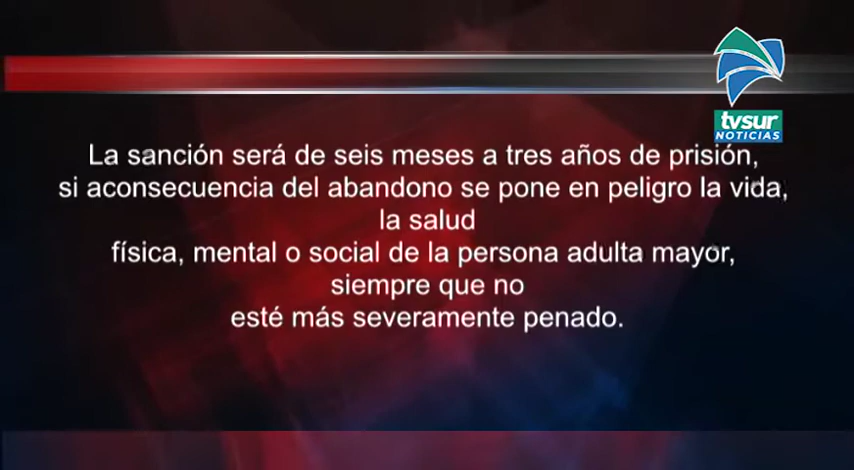 tvsur
NOTICIAS
La sanción será de seis meses a tres años de prisión,
si aconsecuencia del abandono se pone en peligro la vida,
la salud
física, mental o social de la persona adulta mayor,
siempre que no
esté más severamente penado.